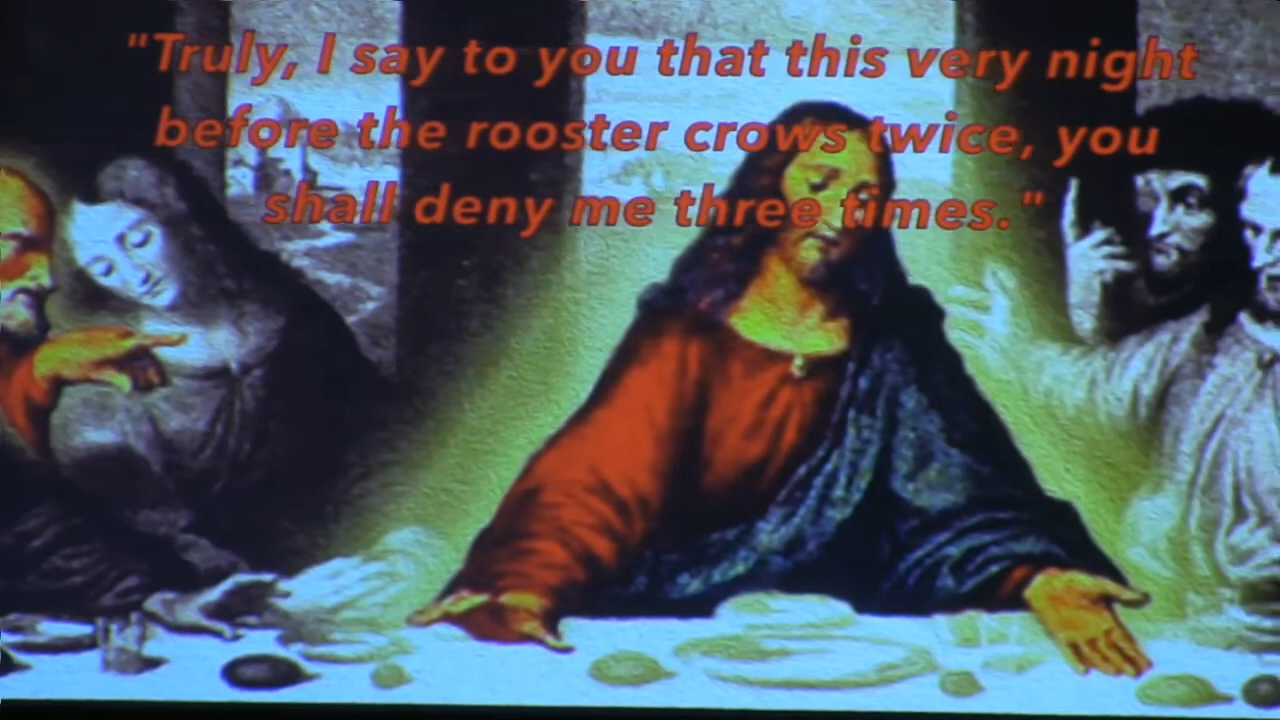 "Truly, I say to you that this very night
before the rooster crows twice, you
shall deny me three times."